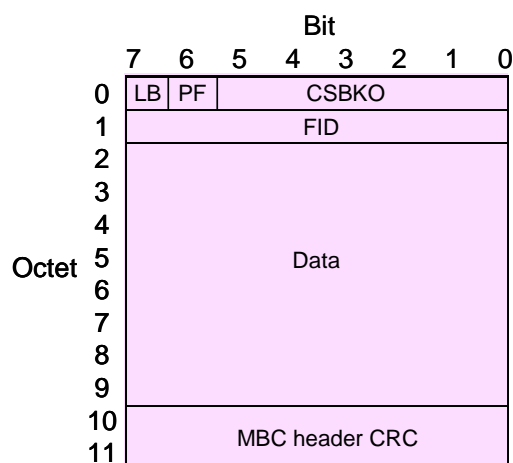 Bit
7 6 5 4 3 2 1 0
0 LB PF CSBKO
1 FID
2
3
4
Octet 5 Data
6
7
8
9
10
11 MBC header CRC